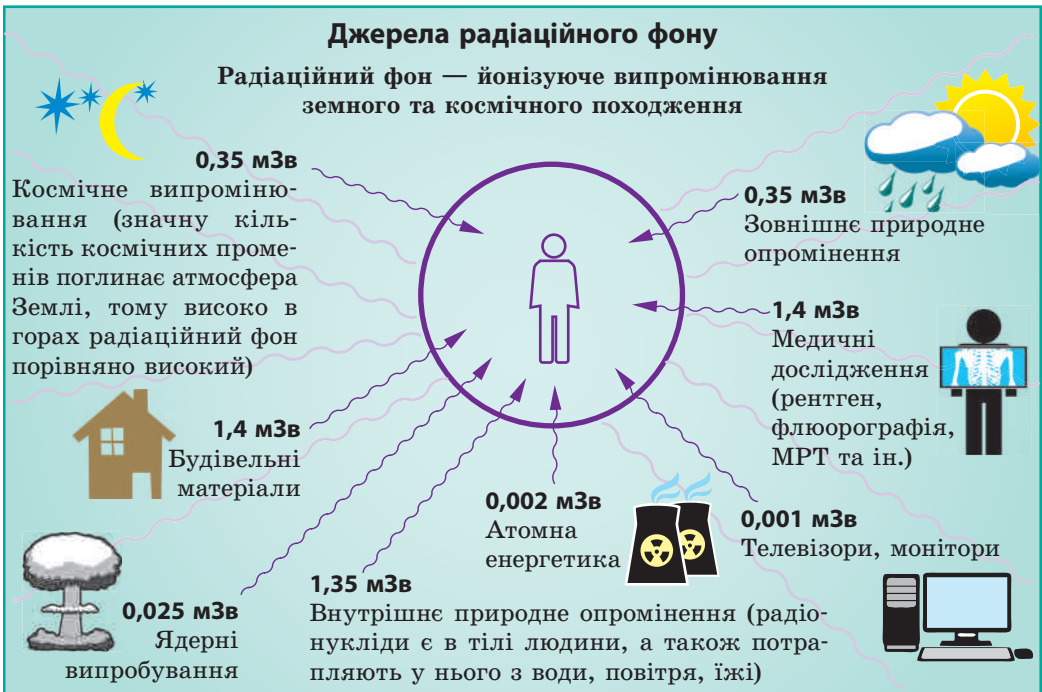 Джерела радіаційного фону
Радіаційний фон — йонізуюче випромінювання
земного та космічного походження
0,35 мЗв
Космічне випроміню-
вання (значну кіль-
кість космічних проме-
нів поглинає атмосфера
Землі, тому високо в
горах радіаційний фон
порівняно високий)
0,35 мЗв
Зовнішнє природне
опромінення
1,4 мЗв
Медичні
дослідження
(рентген,
флюорографія,
МРТ та ін.)
1,4 мЗв
Будівельні
матеріали
0,002 мЗв
Атомна
енергетика
0,001 мЗв
Телевізори, монітори
0,025 мЗв
Ядерні
випробування
1,35 мЗв
Внутрішнє природне опромінення (радіо-
нукліди є в тілі людини, а також потра-
пляють у нього з води, повітря, їжі)